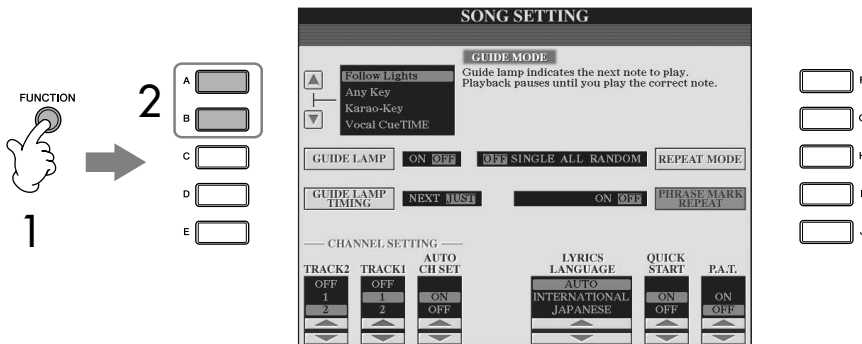 SONG SETTING
GUIDE MODE
Follow Lights
Any Key
Karao-Key
Vocal CueTIME
Guide lamp indicates the next note to play.
Playback pauses until you play the correct note.
FUNCTION
1
2
A
B
C
D
E
GUIDE LAMP ON OFF OFF SINGLE ALL RANDOM REPEAT MODE
GUIDE LAMP TIMING NEXT JUST ON OFF PHRASE MARK REPEAT
CHANNEL SETTING
TRACK2 TRACK1 AUTO CH SET LYRICS LANGUAGE QUICK START P.A.T.
OFF OFF AUTO
1 1 ON INTERNATIONAL ON ON
2 2 OFF JAPANESE OFF OFF